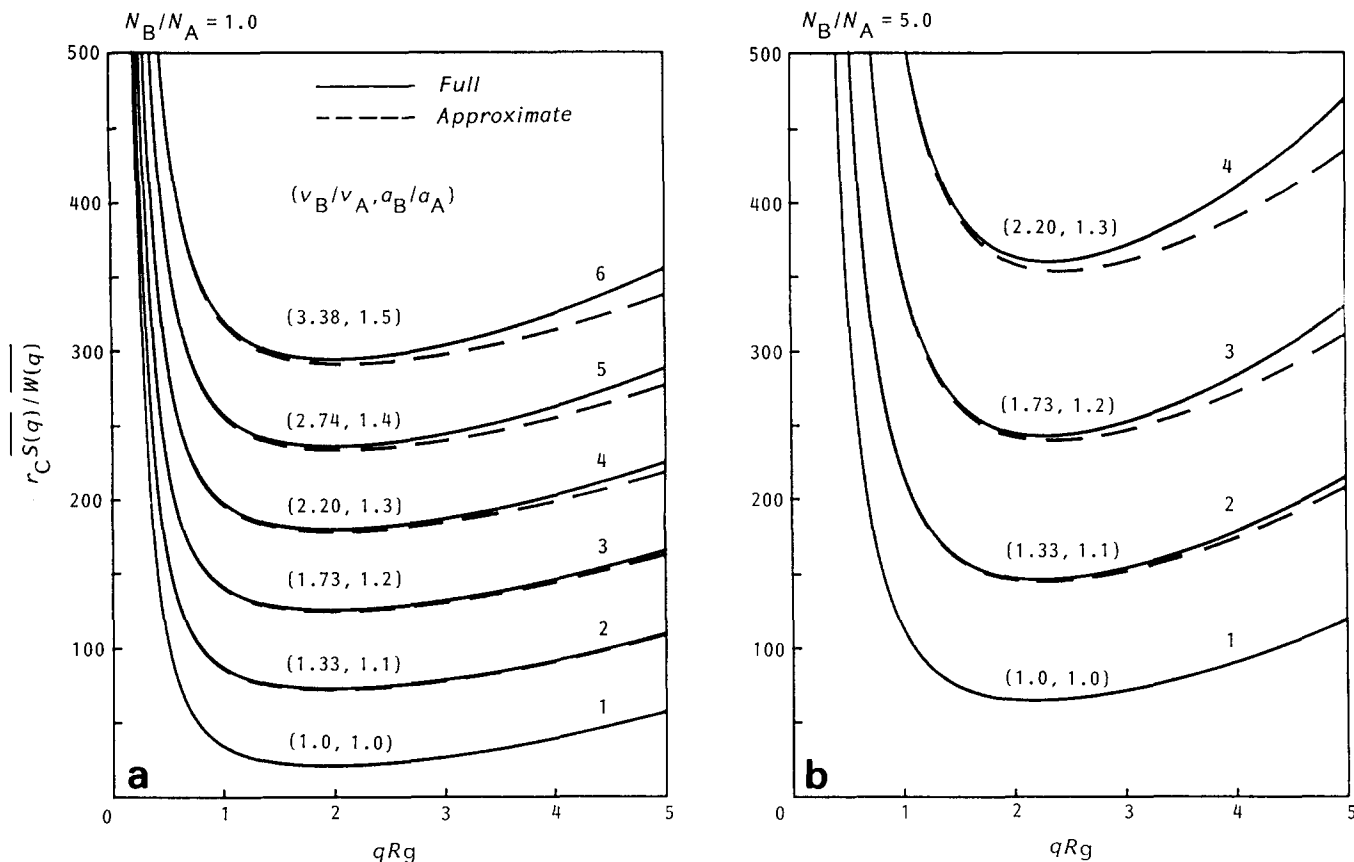 N_B/N_A = 1.0
500
400
300
200
100
0 1 2 3 4 5
Full
Approximate
(ν_B/ν_A, a_B/a_A)
6
(3.38, 1.5)
5
(2.74, 1.4)
4
(2.20, 1.3)
3
(1.73, 1.2)
2
(1.33, 1.1)
1
(1.0, 1.0)
a
r_C S(q) / W(q)
qRg
N_B/N_A = 5.0
500
400
300
200
100
0 1 2 3 4 5
4
(2.20, 1.3)
3
(1.73, 1.2)
2
(1.33, 1.1)
1
(1.0, 1.0)
b
qRg